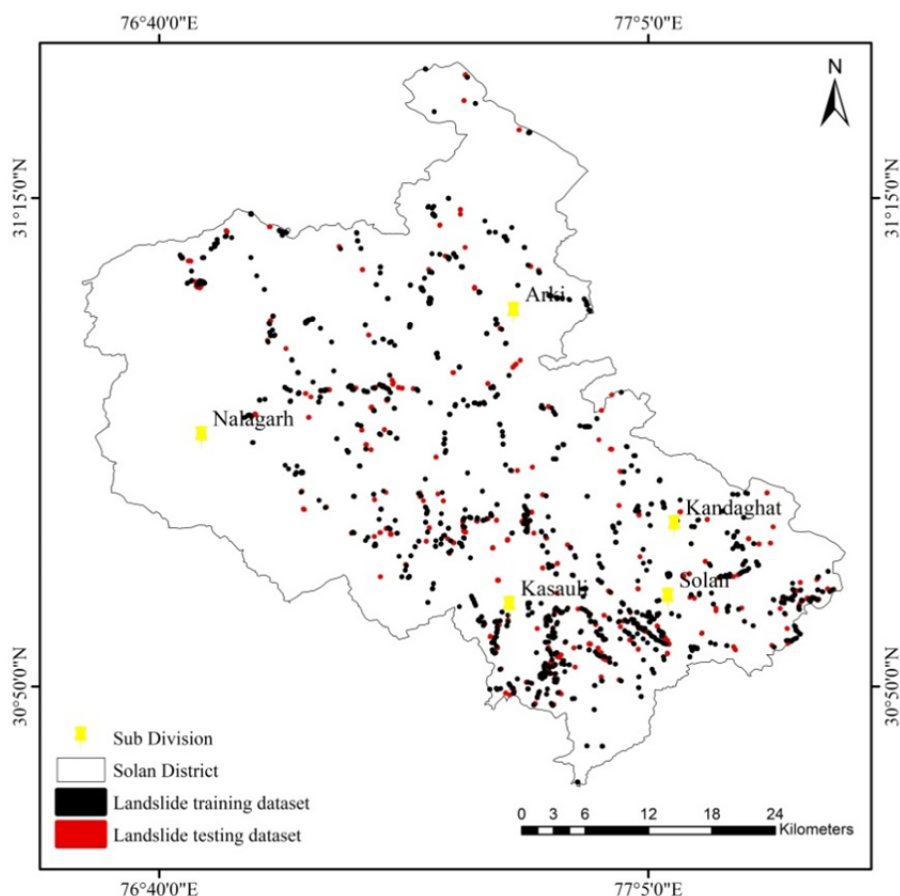 76°40'0"E 77°5'0"E
N
31°15'0"N 31°15'0"N
Arki
Nalagarh
Kandaghat
Solan
Kasauli
30°50'0"N 30°50'0"N
Sub Division
Solan District
Landslide training dataset
Landslide testing dataset
0 3 6 12 18 24
Kilometers
76°40'0"E 77°5'0"E